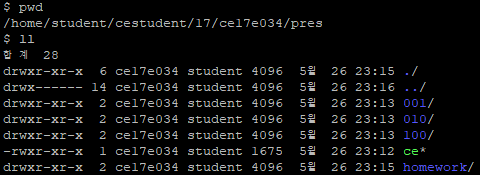 $ pwd
/home/student/cestudent/17/ce17e034/pres
$ ll
합계 28
drwxr-xr-x 6 ce17e034 student 4096 5월 26 23:15 ./
drwx------ 14 ce17e034 student 4096 5월 26 23:16 ../
drwxr-xr-x 2 ce17e034 student 4096 5월 26 23:13 001/
drwxr-xr-x 2 ce17e034 student 4096 5월 26 23:13 010/
drwxr-xr-x 2 ce17e034 student 4096 5월 26 23:13 100/
-rwxr-xr-x 1 ce17e034 student 1675 5월 26 23:12 ce*
drwxr-xr-x 2 ce17e034 student 4096 5월 26 23:15 homework/